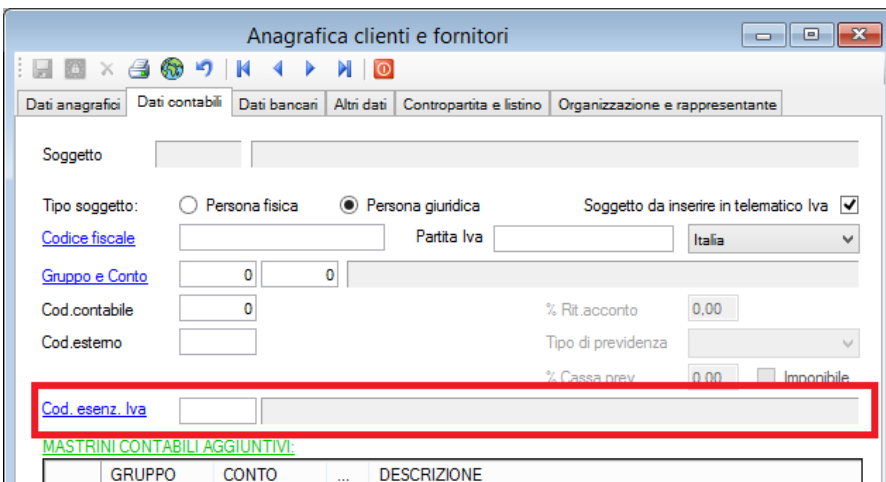 Anagrafica clienti e fornitori
Dati anagrafici Dati contabili Dati bancari Altri dati Contropartita e listino Organizzazione e rappresentante
Soggetto
Tipo soggetto: Persona fisica Persona giuridica Soggetto da inserire in telematico Iva
Codice fiscale Partita Iva Italia
Gruppo e Conto 0 0
Cod.contabile 0 % Rit.acconto 0,00
Cod.esterno Tipo di previdenza
% Cassa prev 0,00 Imponibile
Cod. esenz. Iva
MASTRINI CONTABILI AGGIUNTIVI:
GRUPPO CONTO ... DESCRIZIONE